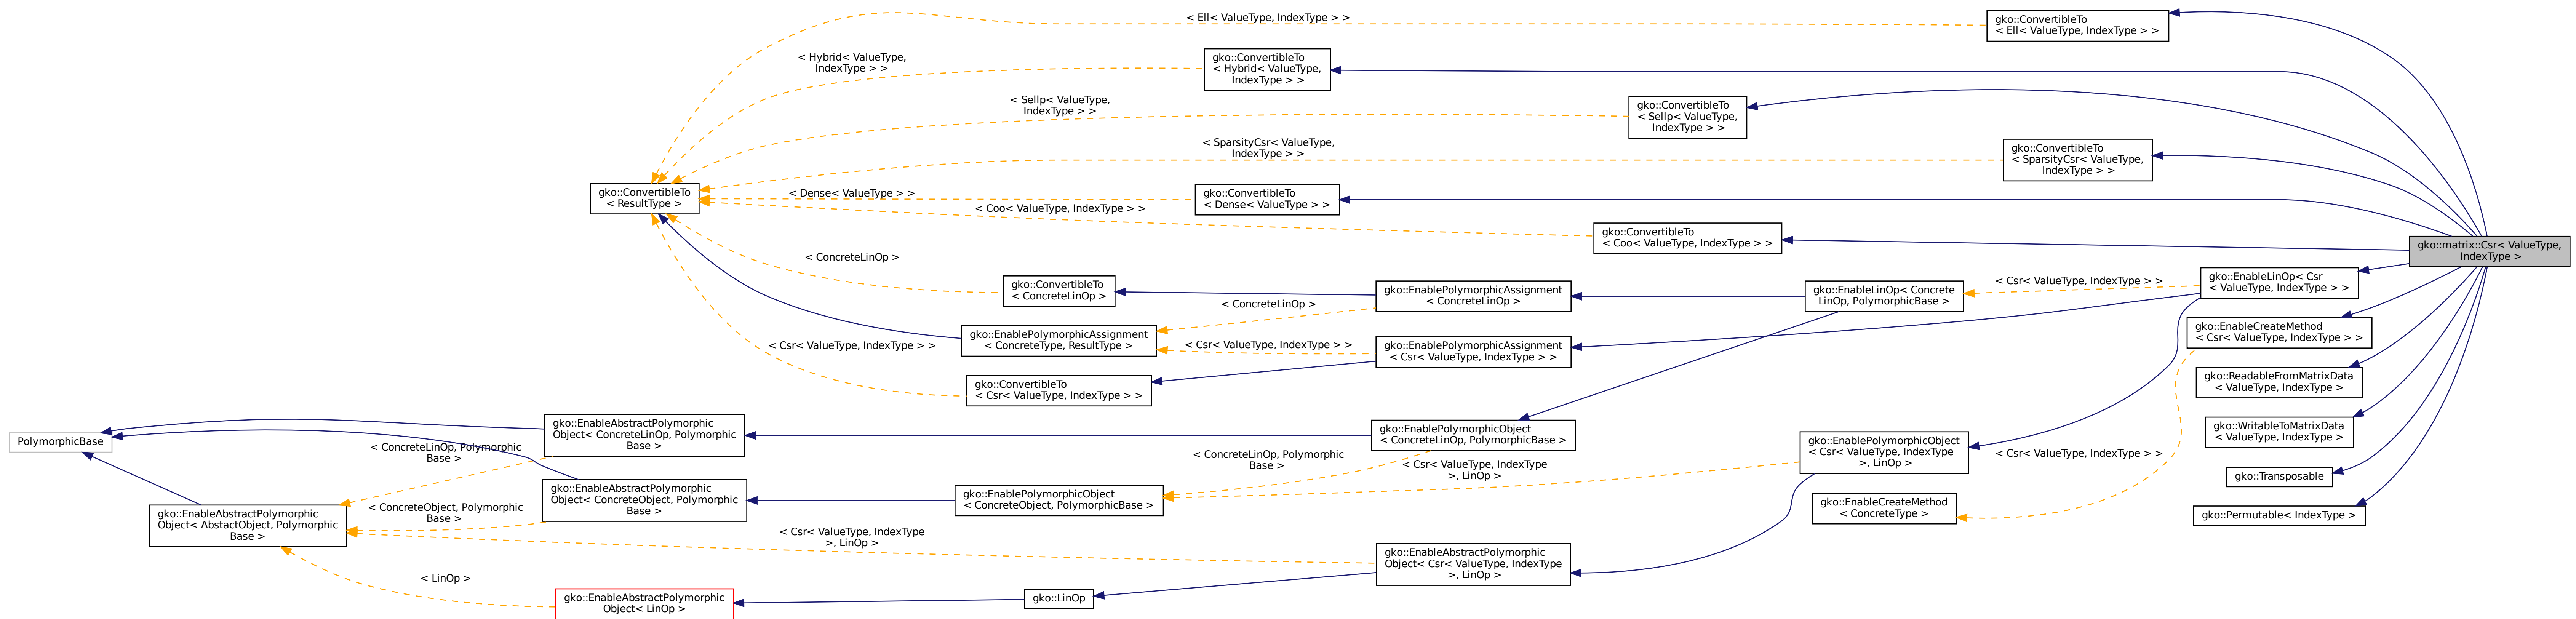 < Ell< ValueType, IndexType > >
gko::ConvertibleTo
< Ell< ValueType, IndexType > >
< Hybrid< ValueType,
IndexType > >
gko::ConvertibleTo
< Hybrid< ValueType,
IndexType > >
< Sellp< ValueType,
IndexType > >
gko::ConvertibleTo
< Sellp< ValueType,
IndexType > >
< SparsityCsr< ValueType,
IndexType > >
gko::ConvertibleTo
< SparsityCsr< ValueType,
IndexType > >
gko::ConvertibleTo
< ResultType >
< Dense< ValueType > >
gko::ConvertibleTo
< Dense< ValueType > >
< Coo< ValueType, IndexType > >
gko::ConvertibleTo
< Coo< ValueType, IndexType > >
gko::matrix::Csr< ValueType,
IndexType >
< ConcreteLinOp >
gko::ConvertibleTo
< ConcreteLinOp >
gko::EnablePolymorphicAssignment
< ConcreteLinOp >
gko::EnableLinOp< Concrete
LinOp, PolymorphicBase >
< Csr< ValueType, IndexType > >
gko::EnableLinOp< Csr
< ValueType, IndexType > >
< ConcreteLinOp >
gko::EnablePolymorphicAssignment
< ConcreteType, ResultType >
< Csr< ValueType, IndexType > >
gko::EnablePolymorphicAssignment
< Csr< ValueType, IndexType > >
gko::EnableCreateMethod
< Csr< ValueType, IndexType > >
< Csr< ValueType, IndexType > >
gko::ConvertibleTo
< Csr< ValueType, IndexType > >
gko::ReadableFromMatrixData
< ValueType, IndexType >
PolymorphicBase
gko::EnableAbstractPolymorphic
Object< ConcreteLinOp, Polymorphic
Base >
gko::EnablePolymorphicObject
< ConcreteLinOp, PolymorphicBase >
gko::WritableToMatrixData
< ValueType, IndexType >
< ConcreteLinOp, Polymorphic
Base >
< ConcreteLinOp, Polymorphic
Base >
< Csr< ValueType, IndexType
>, LinOp >
gko::EnablePolymorphicObject
< Csr< ValueType, IndexType
>, LinOp >
< Csr< ValueType, IndexType > >
gko::Transposable
gko::EnableAbstractPolymorphic
Object< ConcreteObject, Polymorphic
Base >
gko::EnablePolymorphicObject
< ConcreteObject, PolymorphicBase >
gko::EnableCreateMethod
< ConcreteType >
gko::Permutable< IndexType >
gko::EnableAbstractPolymorphic
Object< AbstactObject, Polymorphic
Base >
< ConcreteObject, Polymorphic
Base >
< Csr< ValueType, IndexType
>, LinOp >
gko::EnableAbstractPolymorphic
Object< Csr< ValueType, IndexType
>, LinOp >
< LinOp >
gko::EnableAbstractPolymorphic
Object< LinOp >
gko::LinOp